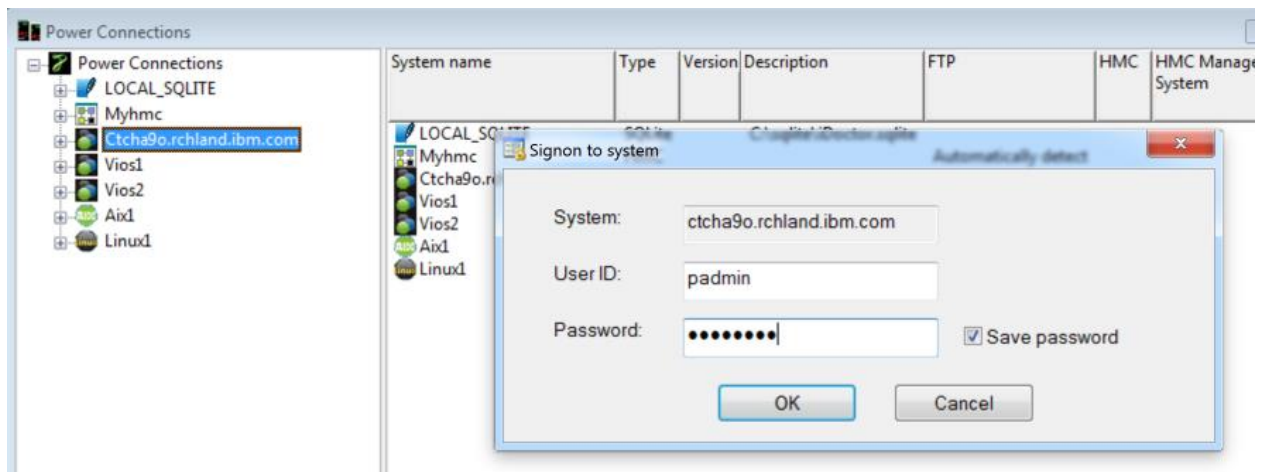 Power Connections
Power Connections
LOCAL_SQLITE
Myhmc
Ctcha9o.rchland.ibm.com
Vios1
Vios2
Aix1
Linux1
System name Type Version Description FTP HMC HMC Manage
System
Myhmc
Vios1
Vios2
Aix1
Linux1
Signon to system
System: ctcha9o.rchland.ibm.com
User ID: padmin
Password: ●●●●●●●●
Save password
OK Cancel
Automatically detect